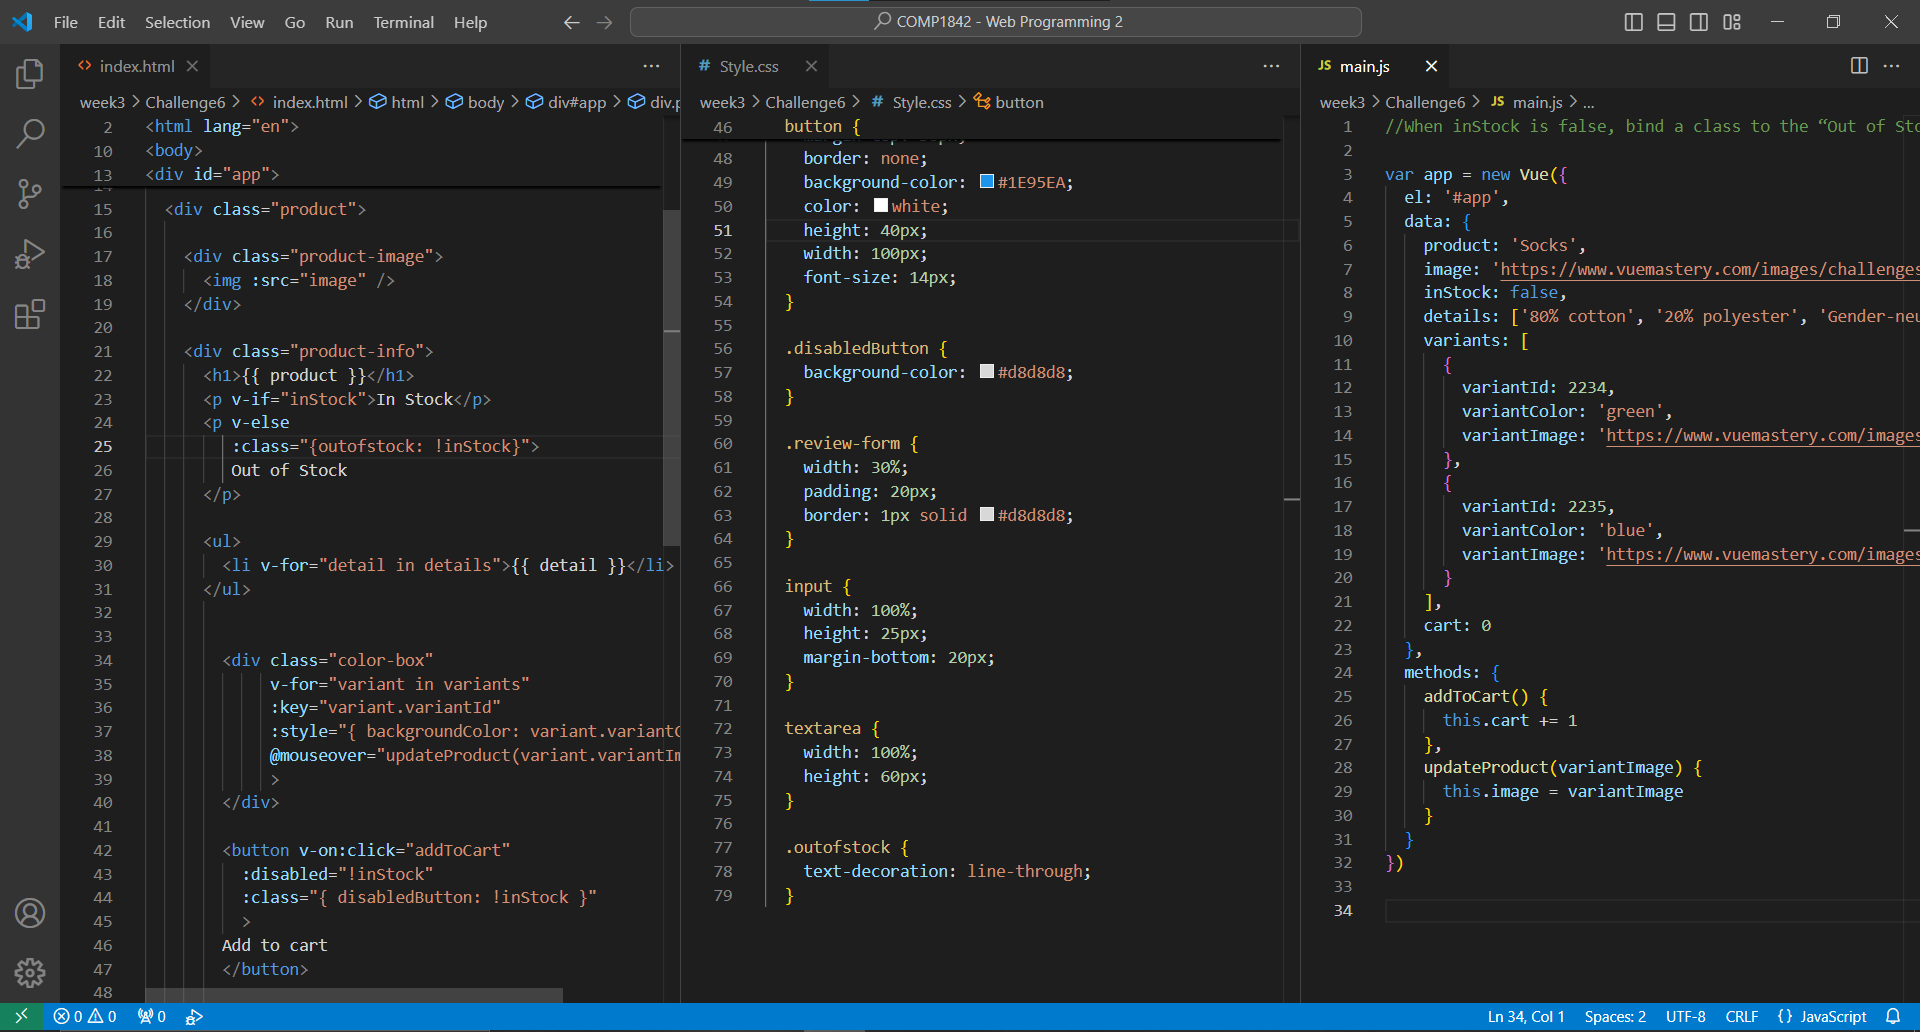 File Edit Selection View Go Run Terminal Help
COMP1842 - Web Programming 2
index.html
week3 > Challenge6 > index.html > html > body > div#app > div.p
2 <html lang="en">
10 <body>
13 <div id="app">
15 <div class="product">
16
17 <div class="product-image">
18 <img :src="image" />
19 </div>
20
21 <div class="product-info">
22 <h1>{{ product }}</h1>
23 <p v-if="inStock">In Stock</p>
24 <p v-else
25 :class="{outofstock: !inStock}">
26 Out of Stock
27 </p>
28
29 <ul>
30 <li v-for="detail in details">{{ detail }}</li>
31 </ul>
32
33
34 <div class="color-box"
35 v-for="variant in variants"
36 :key="variant.variantId"
37 :style="{ backgroundColor: variant.variantC
38 @mouseover="updateProduct(variant.variantIm
39 >
40 </div>
41
42 <button v-on:click="addToCart"
43 :disabled="!inStock"
44 :class="{ disabledButton: !inStock }"
45 >
46 Add to cart
47 </button>
48
# Style.css
week3 > Challenge6 > # Style.css > button
46 button {
48 border: none;
49 background-color: #1E95EA;
50 color: white;
51 height: 40px;
52 width: 100px;
53 font-size: 14px;
54 }
55
56 .disabledButton {
57 background-color: #d8d8d8;
58 }
59
60 .review-form {
61 width: 30%;
62 padding: 20px;
63 border: 1px solid #d8d8d8;
64 }
65
66 input {
67 width: 100%;
68 height: 25px;
69 margin-bottom: 20px;
70 }
71
72 textarea {
73 width: 100%;
74 height: 60px;
75 }
76
77 .outofstock {
78 text-decoration: line-through;
79 }
JS main.js
week3 > Challenge6 > JS main.js > ...
1 //When inStock is false, bind a class to the “Out of Sto
2
3 var app = new Vue({
4 el: '#app',
5 data: {
6 product: 'Socks',
7 image: 'https://www.vuemastery.com/images/challenges
8 inStock: false,
9 details: ['80% cotton', '20% polyester', 'Gender-neu
10 variants: [
11 {
12 variantId: 2234,
13 variantColor: 'green',
14 variantImage: 'https://www.vuemastery.com/images
15 },
16 {
17 variantId: 2235,
18 variantColor: 'blue',
19 variantImage: 'https://www.vuemastery.com/images
20 }
21 ],
22 cart: 0
23 },
24 methods: {
25 addToCart() {
26 this.cart += 1
27 },
28 updateProduct(variantImage) {
29 this.image = variantImage
30 }
31 }
32 })
33
34
0 0 0 Ln 34, Col 1 Spaces: 2 UTF-8 CRLF {} JavaScript